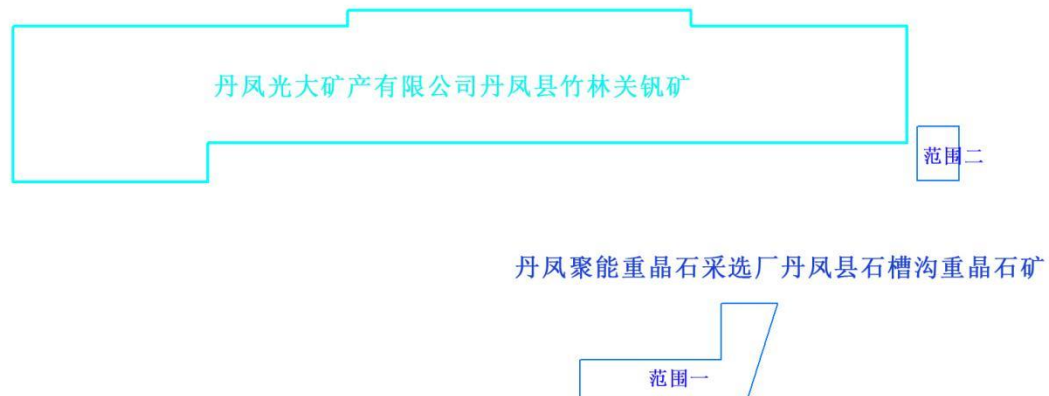 丹凤光大矿产有限公司丹凤县竹林关钒矿
范围二
丹凤聚能重晶石采选厂丹凤县石槽沟重晶石矿
范围一